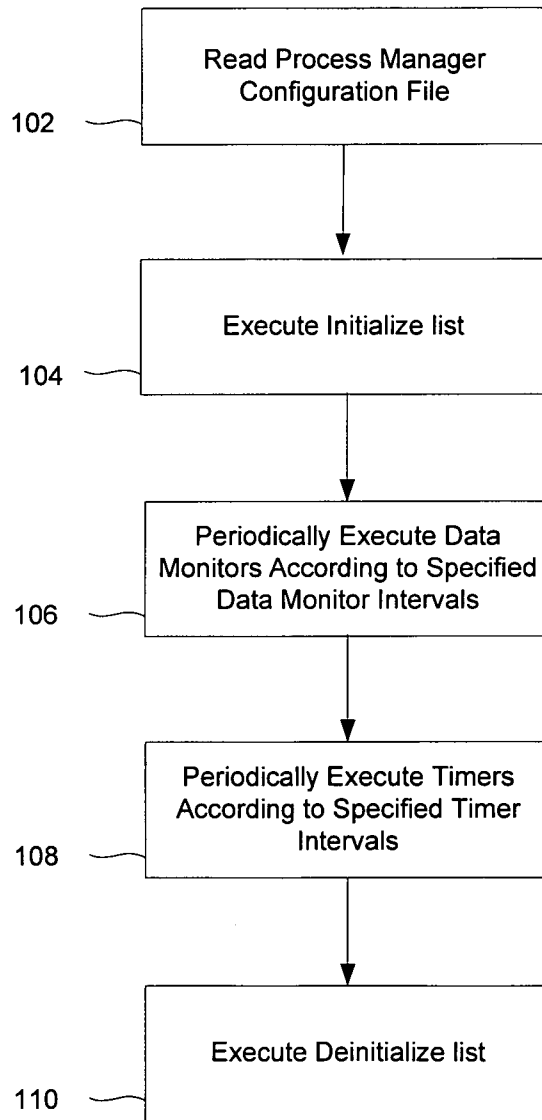 Read Process Manager
Configuration File
102
Execute Initialize list
104
Periodically Execute Data
Monitors According to Specified
Data Monitor Intervals
106
Periodically Execute Timers
According to Specified Timer
Intervals
108
Execute Deinitialize list
110